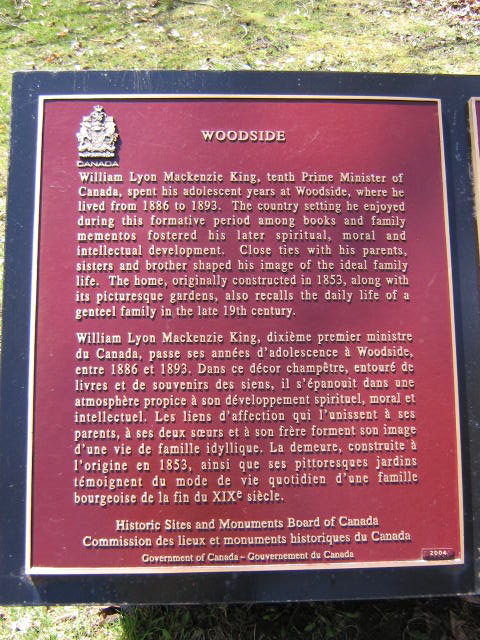 CANADA
WOODSIDE
William Lyon Mackenzie King, tenth Prime Minister of
Canada, spent his adolescent years at Woodside, where he
lived from 1886 to 1893. The country setting he enjoyed
during this formative period among books and family
mementos fostered his later spiritual, moral and
intellectual development. Close ties with his parents,
sisters and brother shaped his image of the ideal family
life. The home, originally constructed in 1853, along with
its picturesque gardens, also recalls the daily life of a
genteel family in the late 19th century.
William Lyon Mackenzie King, dixième premier ministre
du Canada, passe ses années d'adolescence à Woodside,
entre 1886 et 1893. Dans ce décor champêtre, entouré de
livres et de souvenirs des siens, il s'épanouit dans une
atmosphère propice à son développement spirituel, moral et
intellectuel. Les liens d'affection qui l'unissent à ses
parents, à ses deux sœurs et à son frère forment son image
d'une vie de famille idyllique. La demeure, construite à
l'origine en 1853, ainsi que ses pittoresques jardins
témoignent du mode de vie quotidien d'une famille
bourgeoise de la fin du XIXe siècle.
Historic Sites and Monuments Board of Canada
Commission des lieux et monuments historiques du Canada
Government of Canada – Gouvernement du Canada
2004